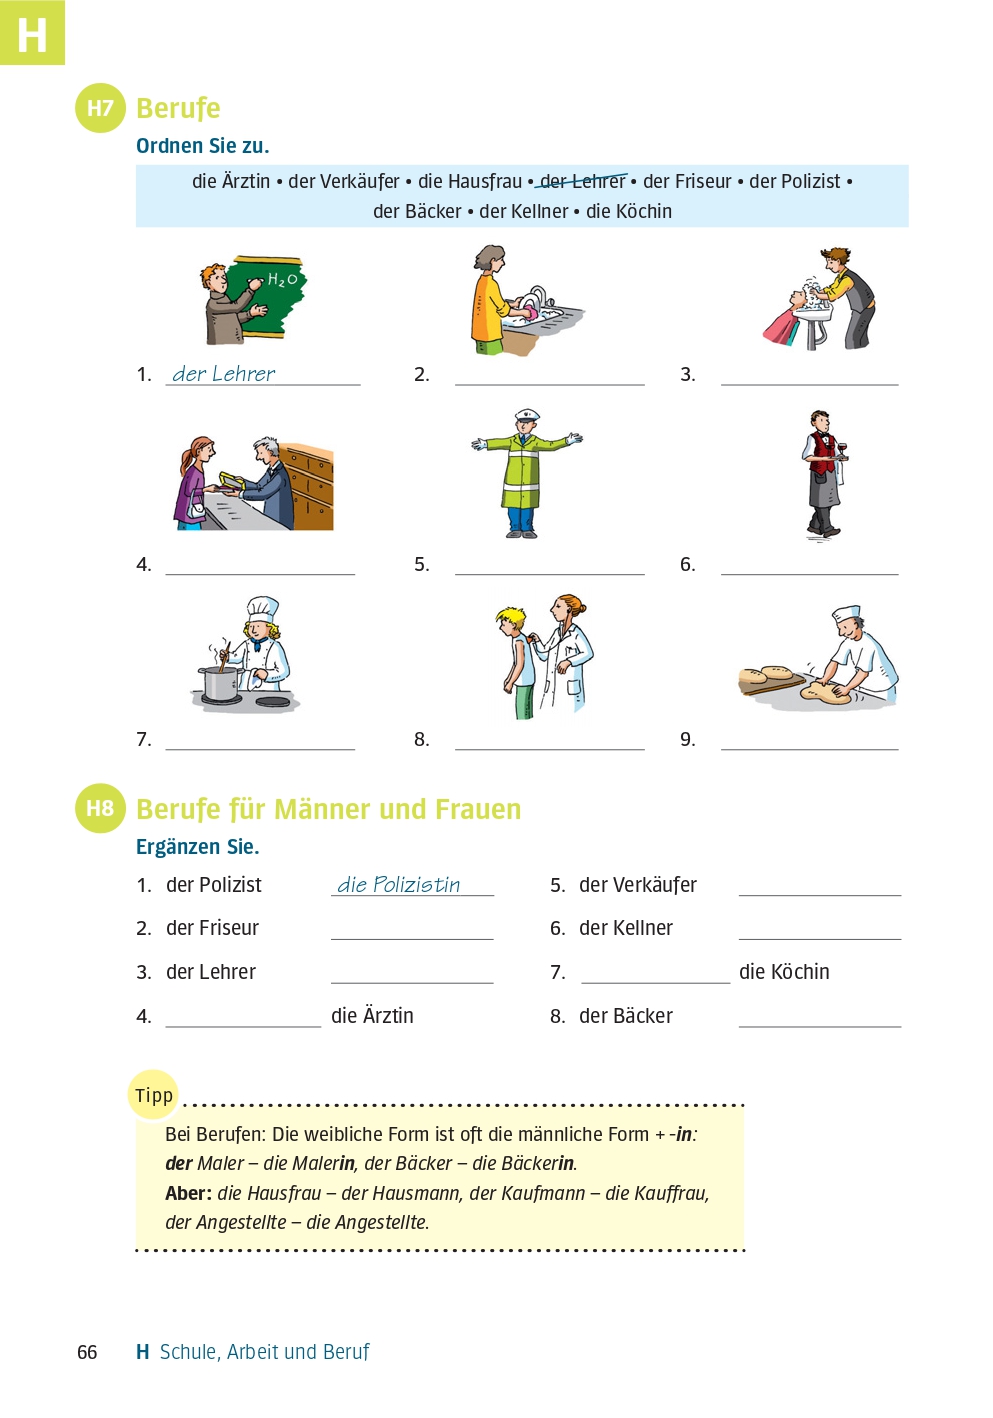 H
H7 Berufe
Ordnen Sie zu.
die Ärztin • der Verkäufer • die Hausfrau • der Lehrer • der Friseur • der Polizist •
der Bäcker • der Kellner • die Köchin
H₂O
1. der Lehrer 2. 3.
4. 5. 6.
7. 8. 9.
H8 Berufe für Männer und Frauen
Ergänzen Sie.
1. der Polizist die Polizistin 5. der Verkäufer
2. der Friseur 6. der Kellner
3. der Lehrer 7. die Köchin
4. die Ärztin 8. der Bäcker
Tipp
Bei Berufen: Die weibliche Form ist oft die männliche Form + -in:
der Maler – die Malerin, der Bäcker – die Bäckerin.
Aber: die Hausfrau – der Hausmann, der Kaufmann – die Kauffrau,
der Angestellte – die Angestellte.
66 H Schule, Arbeit und Beruf